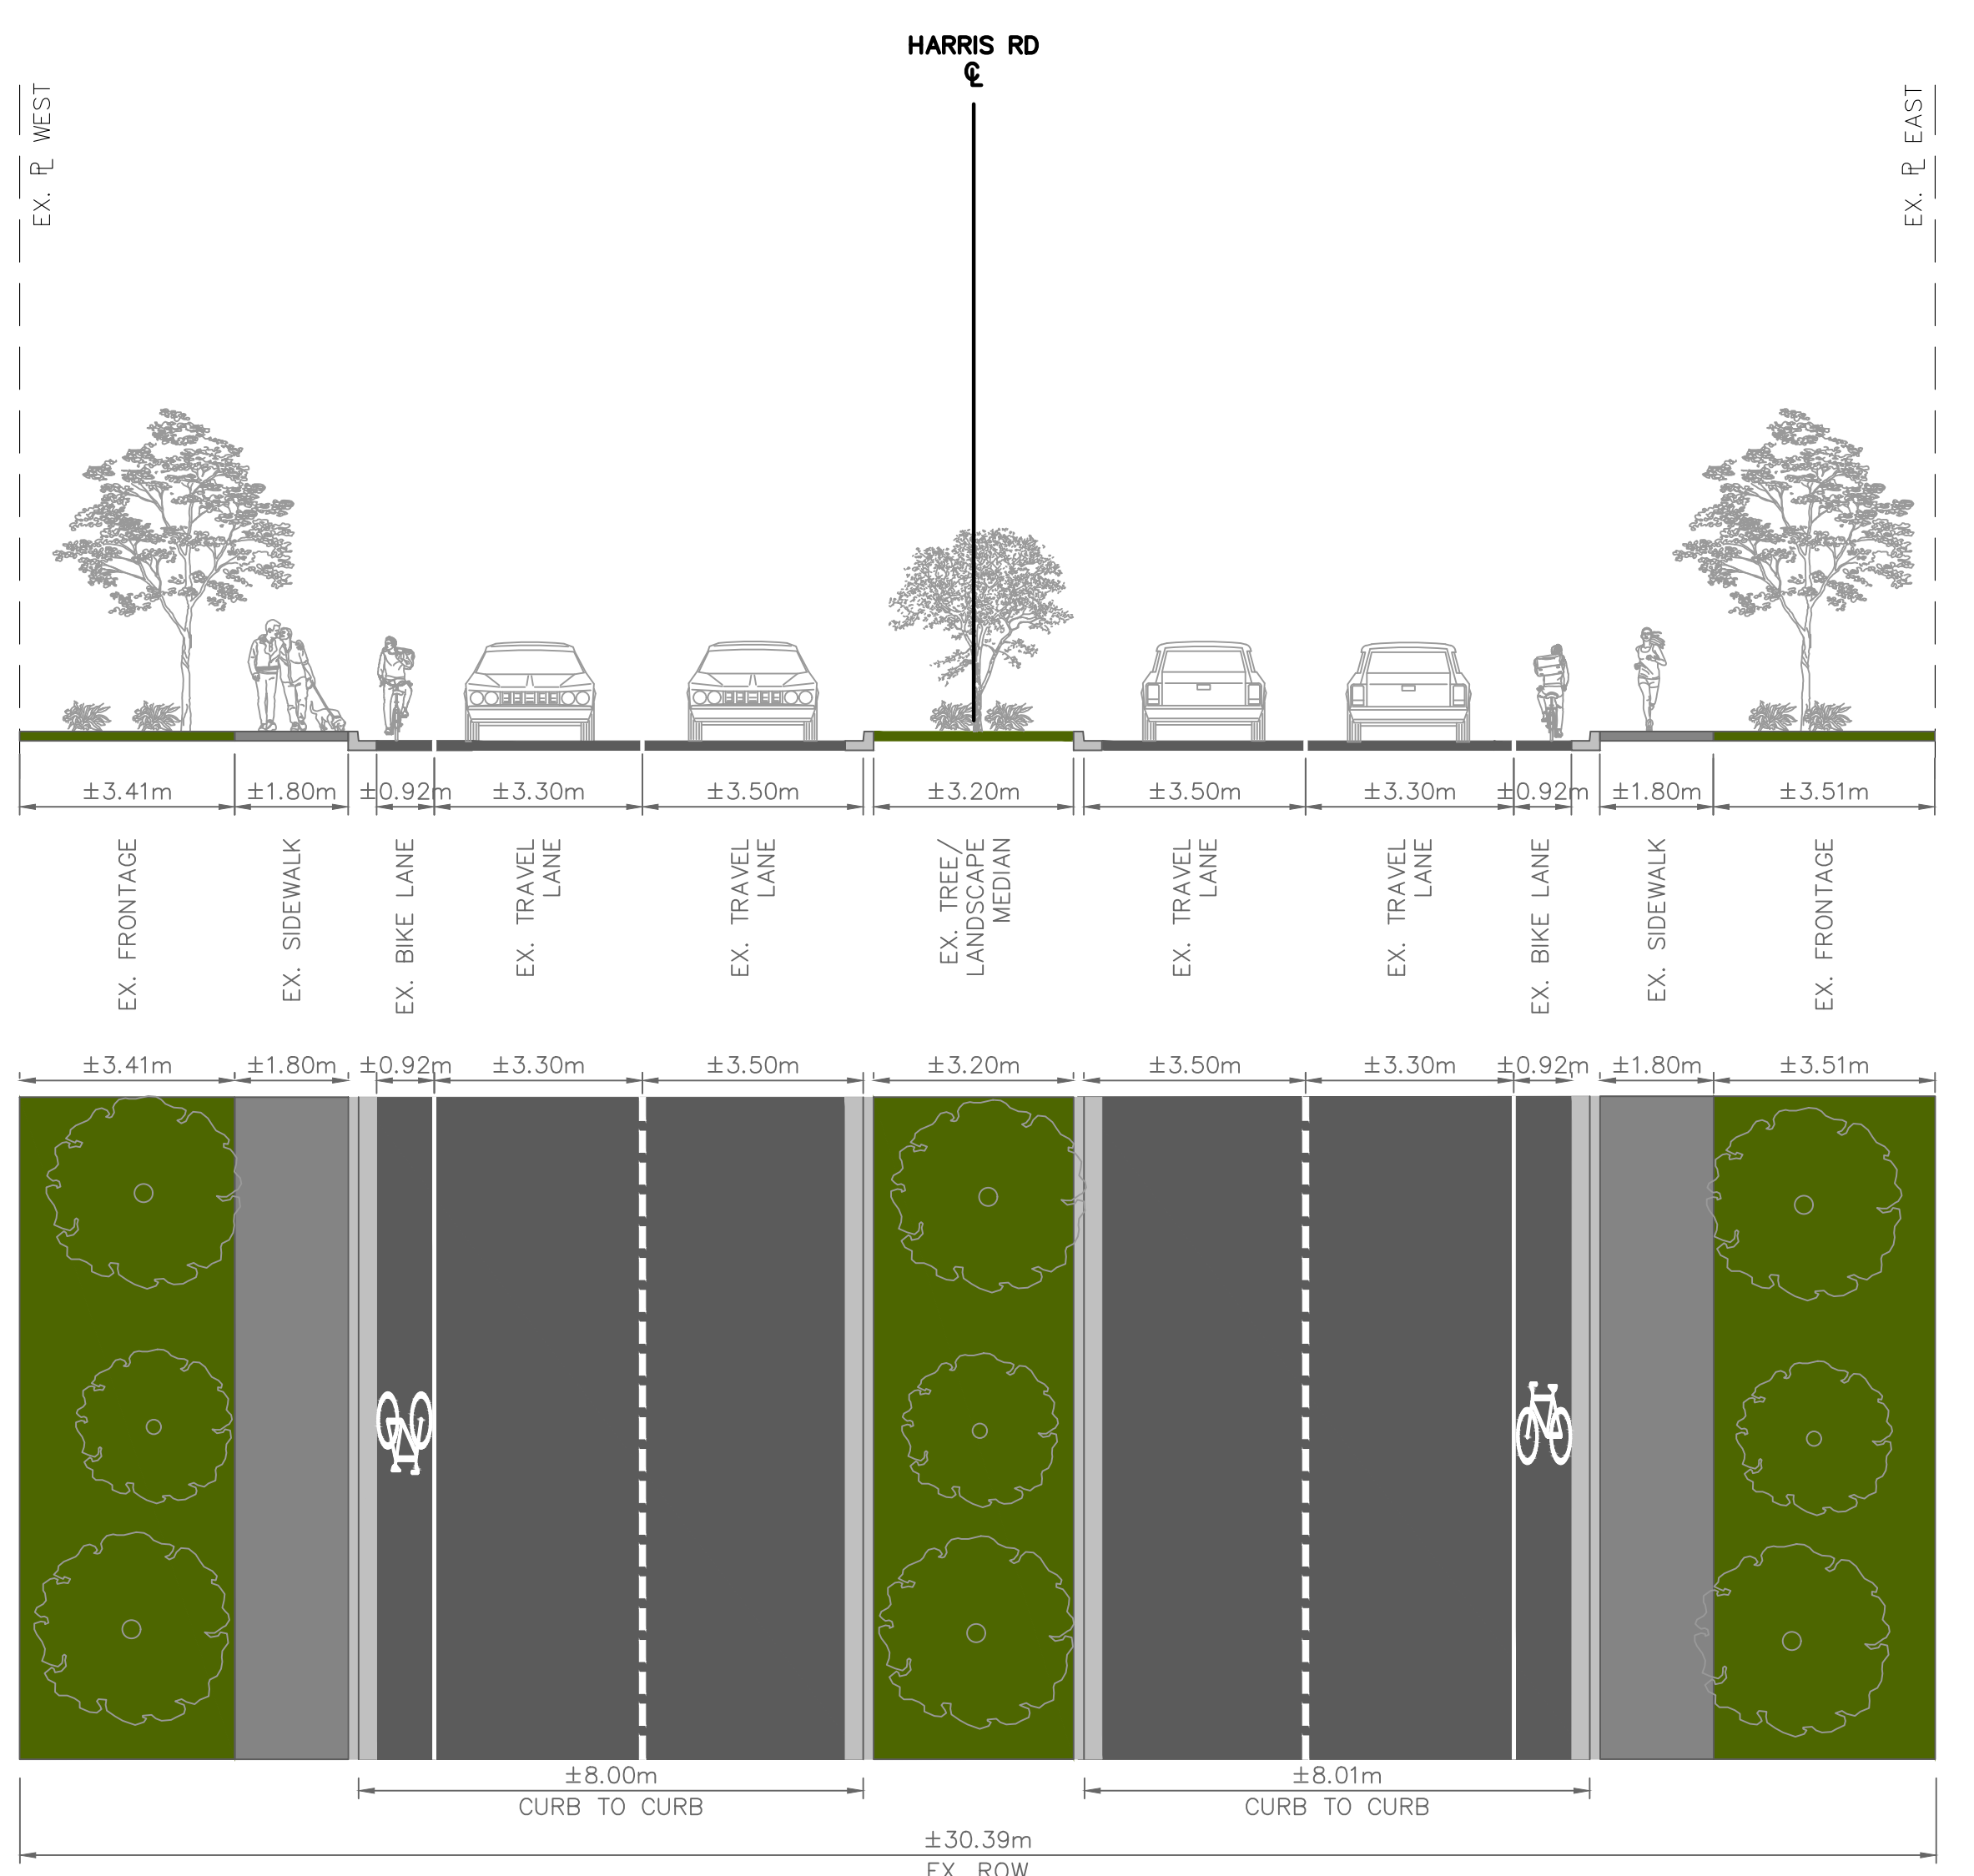 HARRIS RD
℄
EX. ⅊ WEST
EX. ⅊ EAST
±3.41m ±1.80m ±0.92m ±3.30m ±3.50m ±3.20m ±3.50m ±3.30m ±0.92m ±1.80m ±3.51m
EX. FRONTAGE
EX. SIDEWALK
EX. BIKE LANE
EX. TRAVEL
LANE
EX. TRAVEL
LANE
EX. TREE/
LANDSCAPE
MEDIAN
EX. TRAVEL
LANE
EX. TRAVEL
LANE
EX. BIKE LANE
EX. SIDEWALK
EX. FRONTAGE
±3.41m ±1.80m ±0.92m ±3.30m ±3.50m ±3.20m ±3.50m ±3.30m ±0.92m ±1.80m ±3.51m
±8.00m
CURB TO CURB
±8.01m
CURB TO CURB
±30.39m
EX. ROW